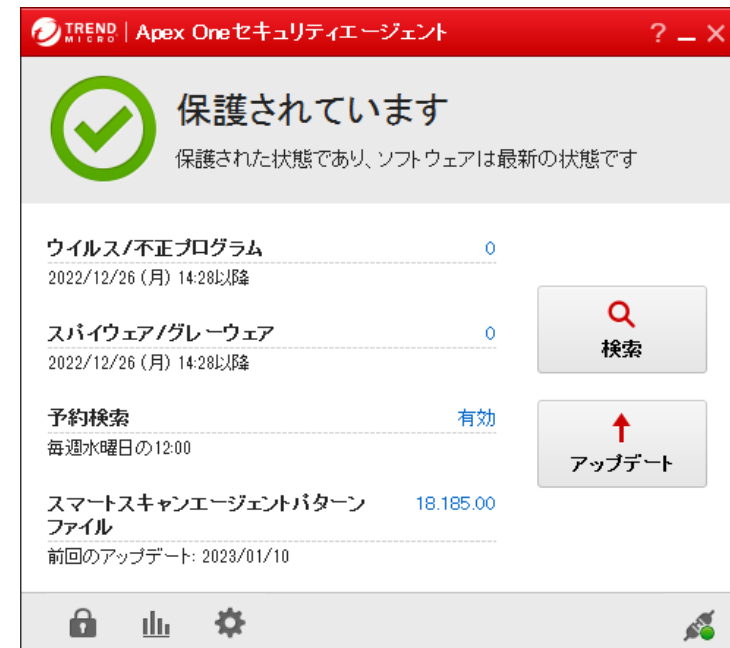 TREND MICRO | Apex Oneセキュリティエージェント ? _ ×
保護されています
保護された状態であり、ソフトウェアは最新の状態です
ウイルス/不正プログラム 0
2022/12/26 (月) 14:28以降
スパイウェア/グレーウェア 0
2022/12/26 (月) 14:28以降
検索
予約検索 有効
毎週水曜日の12:00
アップデート
スマートスキャンエージェントパターン 18.185.00
ファイル
前回のアップデート: 2023/01/10